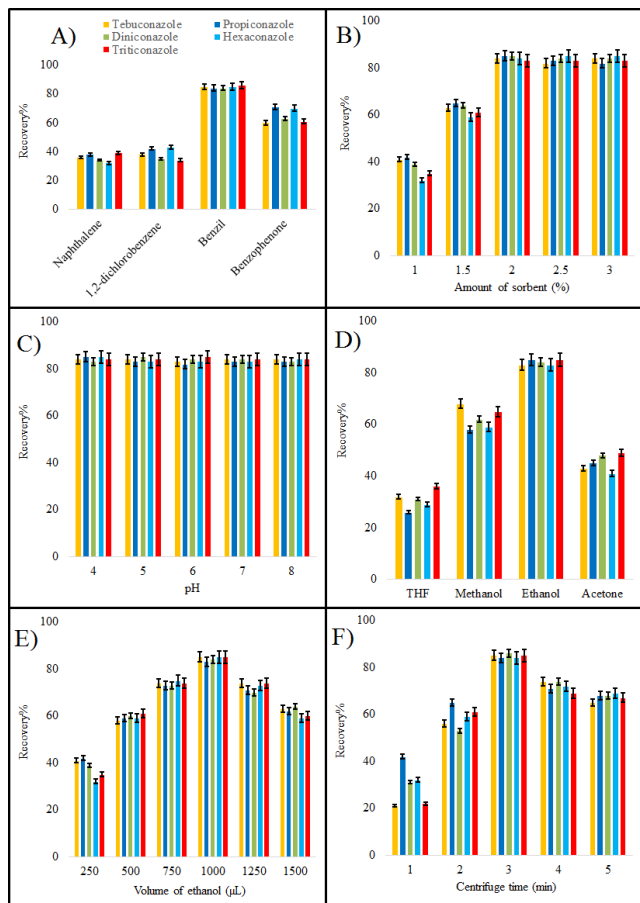 Tebuconazole Propiconazole
Diniconazole Hexaconazole
Triticonazole
A)
Recovery%
100
80
60
40
20
0
Naphthalene
1,2-dichlorobenzene
Benzil
Benzophenone
B)
Recovery%
100
80
60
40
20
0
1 1.5 2 2.5 3
Amount of sorbent (%)
C)
Recovery%
100
80
60
40
20
0
4 5 6 7 8
pH
D)
Recovery%
100
80
60
40
20
0
THF Methanol Ethanol Acetone
E)
Recovery%
100
80
60
40
20
0
250 500 750 1000 1250 1500
Volume of ethanol (µL)
F)
Recovery%
100
80
60
40
20
0
1 2 3 4 5
Centrifuge time (min)